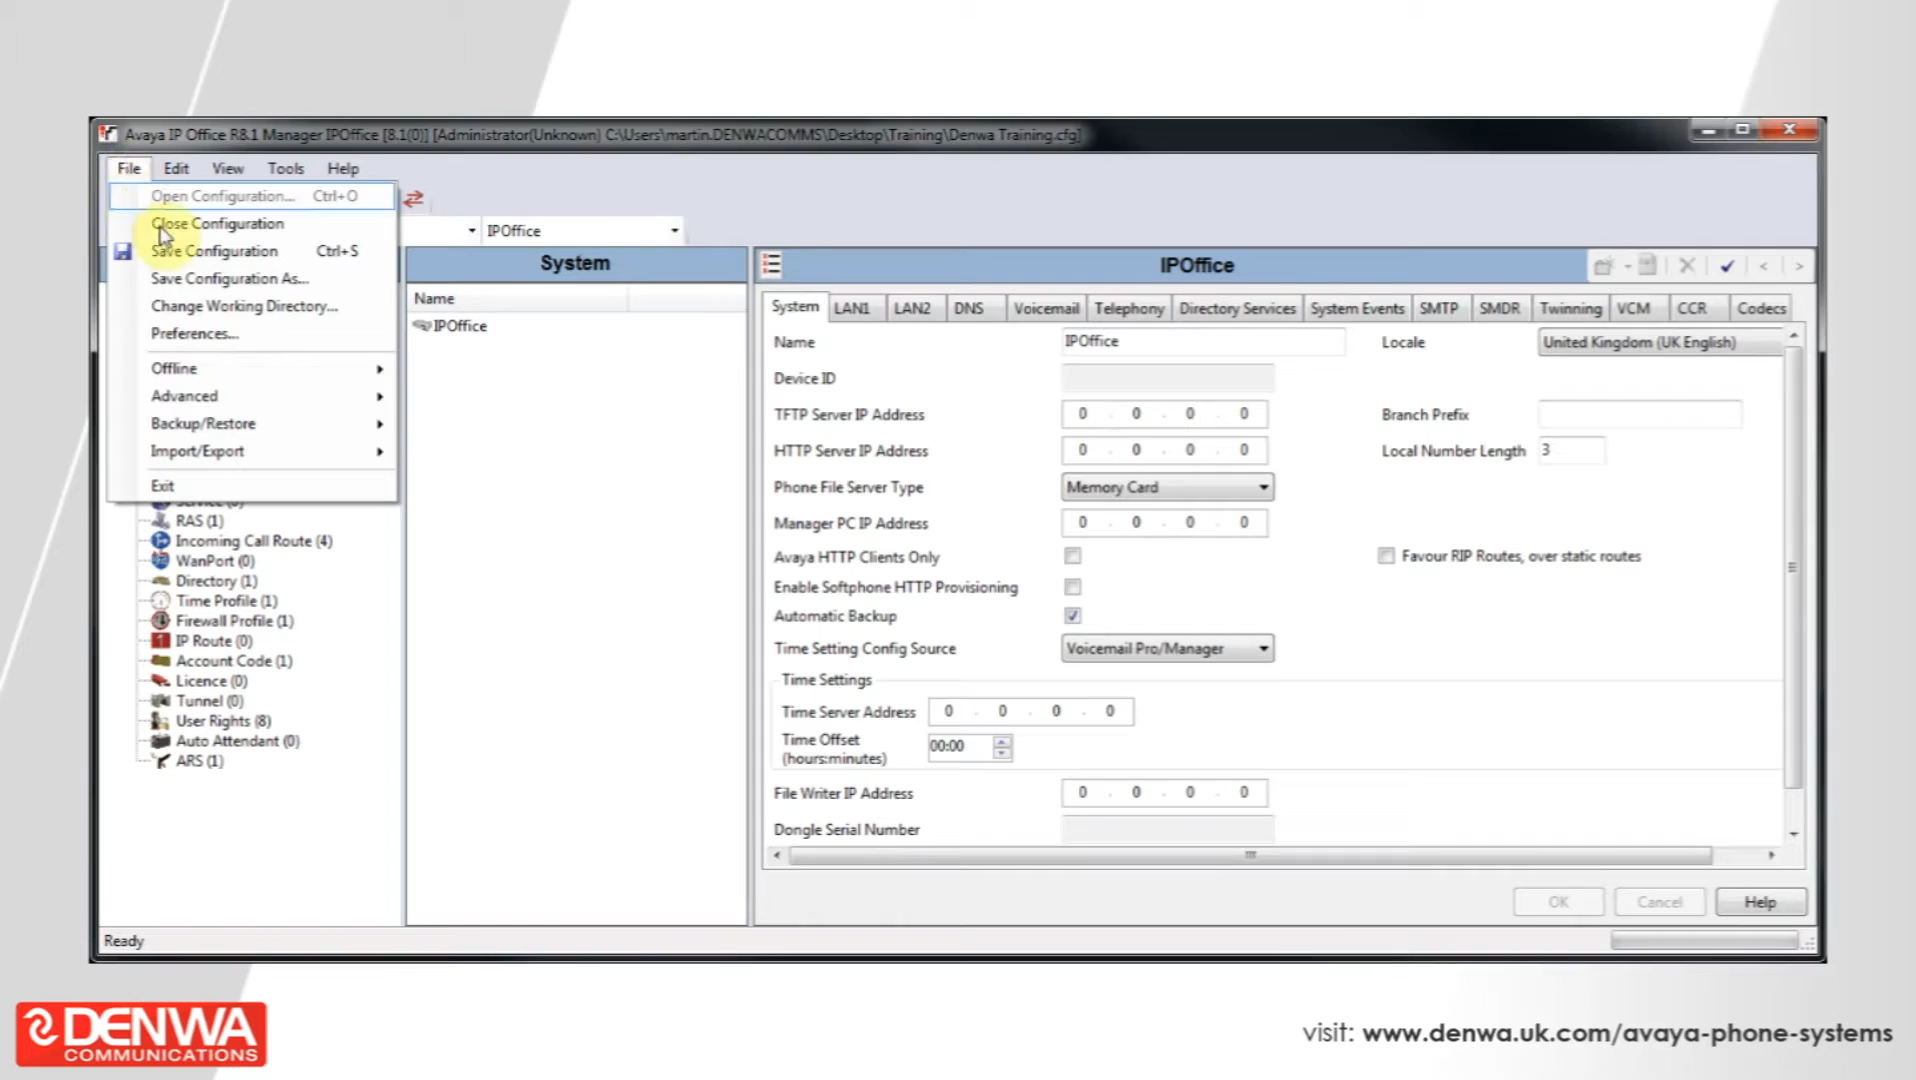 Avaya IP Office R8.1 Manager IPOffice [8.1(0)] [Administrator(Unknown) C:\Users\martin.DENWACOMMS\Desktop\Training\Denwa Training.cfg]
File Edit View Tools Help
Open Configuration... Ctrl+O
Close Configuration
Save Configuration Ctrl+S
Save Configuration As...
Change Working Directory...
Preferences...
Offline
Advanced
Backup/Restore
Import/Export
Exit
IPOffice
RAS (1)
Incoming Call Route (4)
WanPort (0)
Directory (1)
Time Profile (1)
Firewall Profile (1)
IP Route (0)
Account Code (1)
Licence (0)
Tunnel (0)
User Rights (8)
Auto Attendant (0)
ARS (1)
System
Name
IPOffice
IPOffice
System LAN1 LAN2 DNS Voicemail Telephony Directory Services System Events SMTP SMDR Twinning VCM CCR Codecs
Name IPOffice Locale United Kingdom (UK English)
Device ID
TFTP Server IP Address 0 . 0 . 0 . 0 Branch Prefix
HTTP Server IP Address 0 . 0 . 0 . 0 Local Number Length 3
Phone File Server Type Memory Card
Manager PC IP Address 0 . 0 . 0 . 0
Avaya HTTP Clients Only Favour RIP Routes, over static routes
Enable Softphone HTTP Provisioning
Automatic Backup
Time Setting Config Source Voicemail Pro/Manager
Time Settings
Time Server Address 0 . 0 . 0 . 0
Time Offset 00:00
(hours:minutes)
File Writer IP Address 0 . 0 . 0 . 0
Dongle Serial Number
OK Cancel Help
Ready
DENWA
COMMUNICATIONS
visit: www.denwa.uk.com/avaya-phone-systems